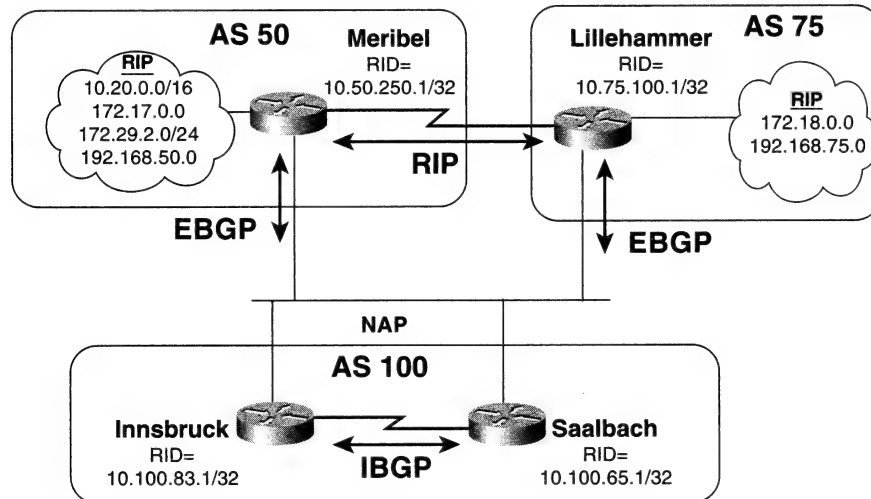 AS 50
Meribel
RID=
10.50.250.1/32
RIP
10.20.0.0/16
172.17.0.0
172.29.2.0/24
192.168.50.0
Lillehammer
RID=
10.75.100.1/32
AS 75
RIP
172.18.0.0
192.168.75.0
RIP
EBGP
EBGP
NAP
AS 100
Innsbruck
RID=
10.100.83.1/32
IBGP
Saalbach
RID=
10.100.65.1/32